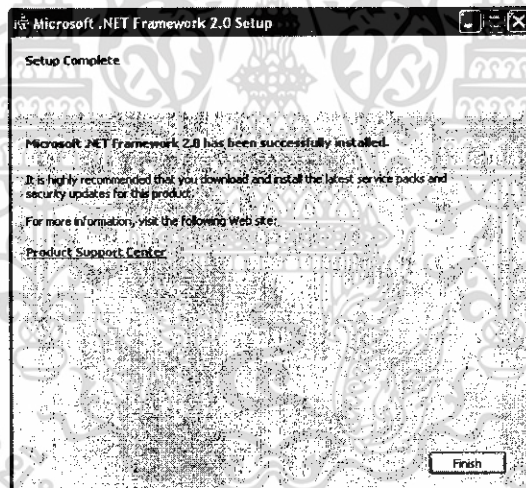 Microsoft .NET Framework 2.0 Setup
Setup Complete
Microsoft .NET Framework 2.0 has been successfully installed.
It is highly recommended that you download and install the latest service packs and
security updates for this product.
For more information, visit the following Web site:
Product Support Center
Finish